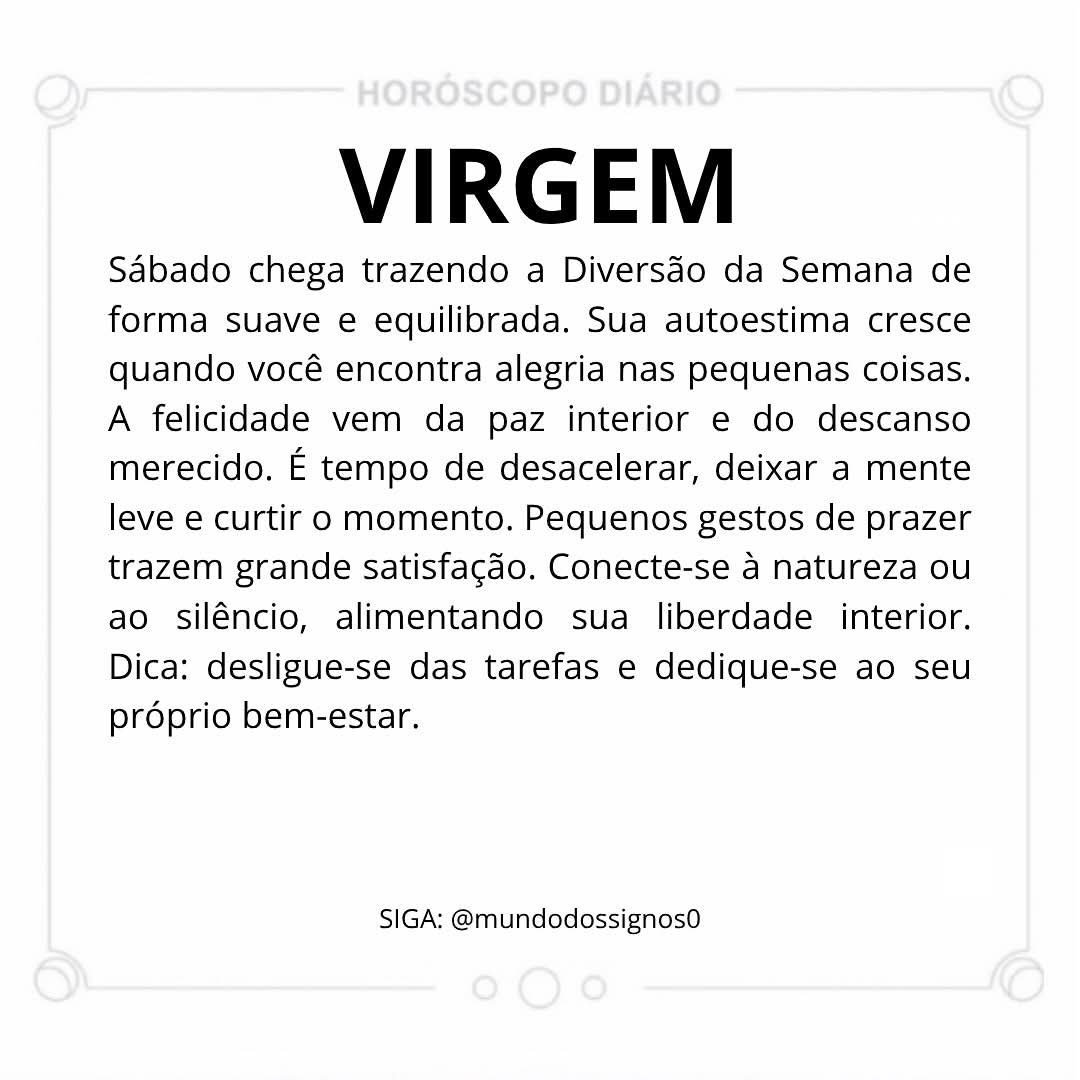 HORÓSCOPO DIÁRIO
VIRGEM
Sábado chega trazendo a Diversão da Semana de
forma suave e equilibrada. Sua autoestima cresce
quando você encontra alegria nas pequenas coisas.
A felicidade vem da paz interior e do descanso
merecido. É tempo de desacelerar, deixar a mente
leve e curtir o momento. Pequenos gestos de prazer
trazem grande satisfação. Conecte-se à natureza ou
ao silêncio, alimentando sua liberdade interior.
Dica: desligue-se das tarefas e dedique-se ao seu
próprio bem-estar.
SIGA: @mundodossignos0